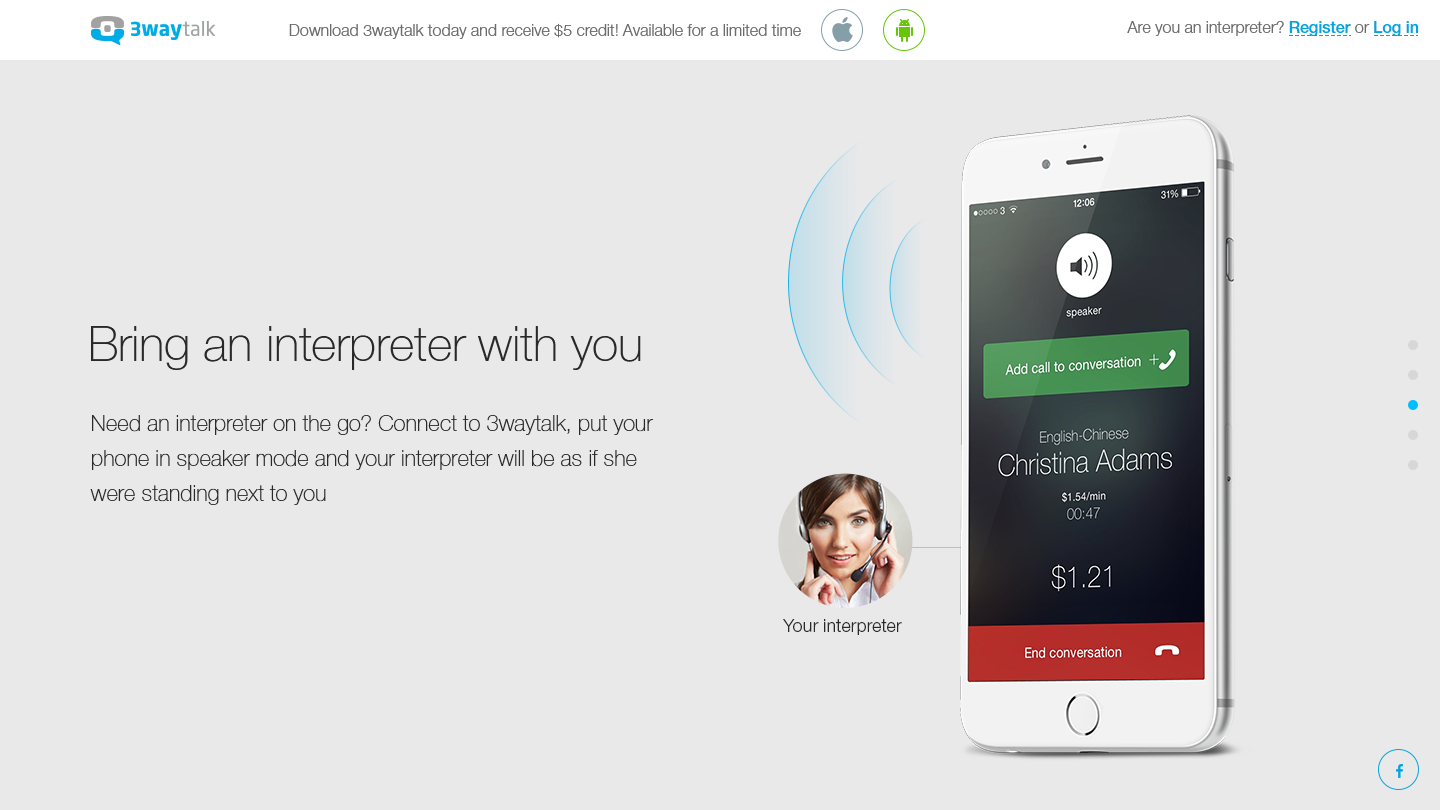 3waytalk
Download 3waytalk today and receive $5 credit! Available for a limited time
Are you an interpreter? Register or Log in
Bring an interpreter with you
Need an interpreter on the go? Connect to 3waytalk, put your
phone in speaker mode and your interpreter will be as if she
were standing next to you
Your interpreter
3
12:06
31%
speaker
Add call to conversation
English-Chinese
Christina Adams
$1.54/min
00:47
$1.21
End conversation